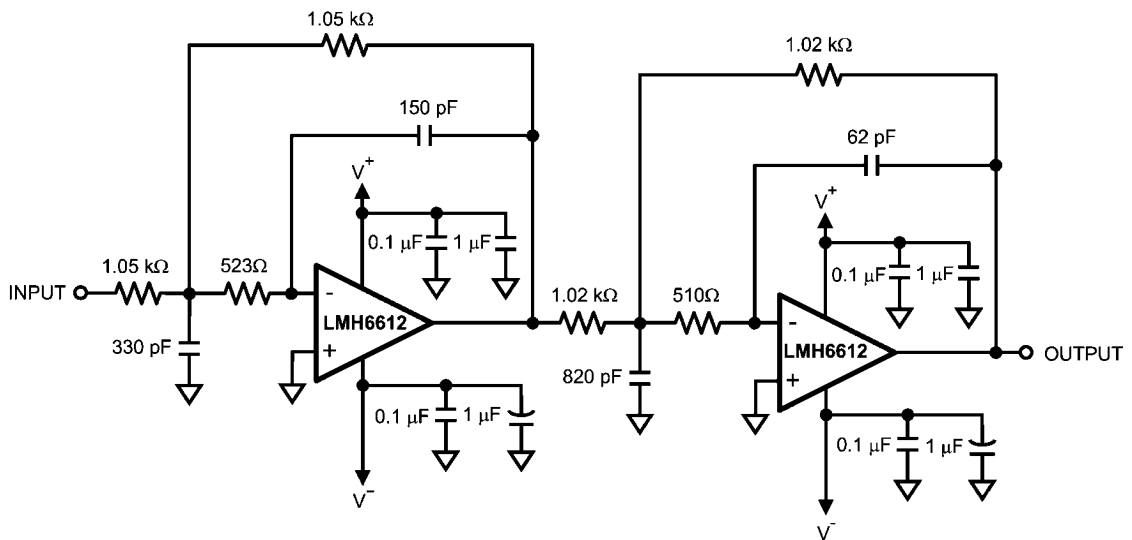 1.05 kΩ
1.02 kΩ
150 pF
62 pF
V+
V+
0.1 μF 1 μF
0.1 μF 1 μF
1.05 kΩ
523Ω
1.02 kΩ
510Ω
INPUT
-
LMH6612
+
330 pF
-
LMH6612
+
820 pF
OUTPUT
0.1 μF 1 μF
0.1 μF 1 μF
V-
V-